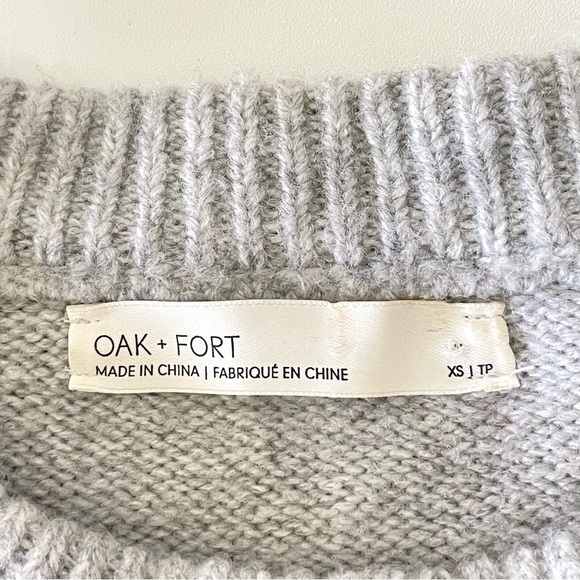 OAK + FORT
MADE IN CHINA | FABRIQUÉ EN CHINE
XS | TP